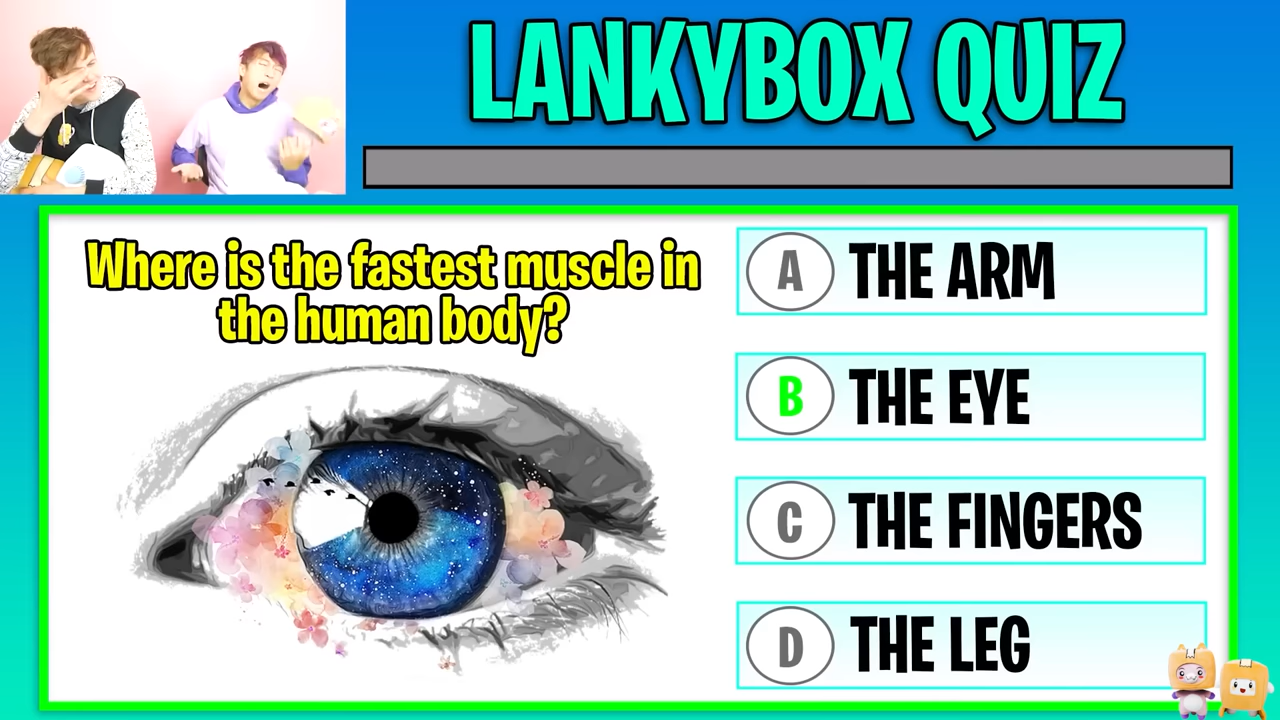 LANKYBOX QUIZ
Where is the fastest muscle in
the human body?
A THE ARM
B THE EYE
C THE FINGERS
D THE LEG